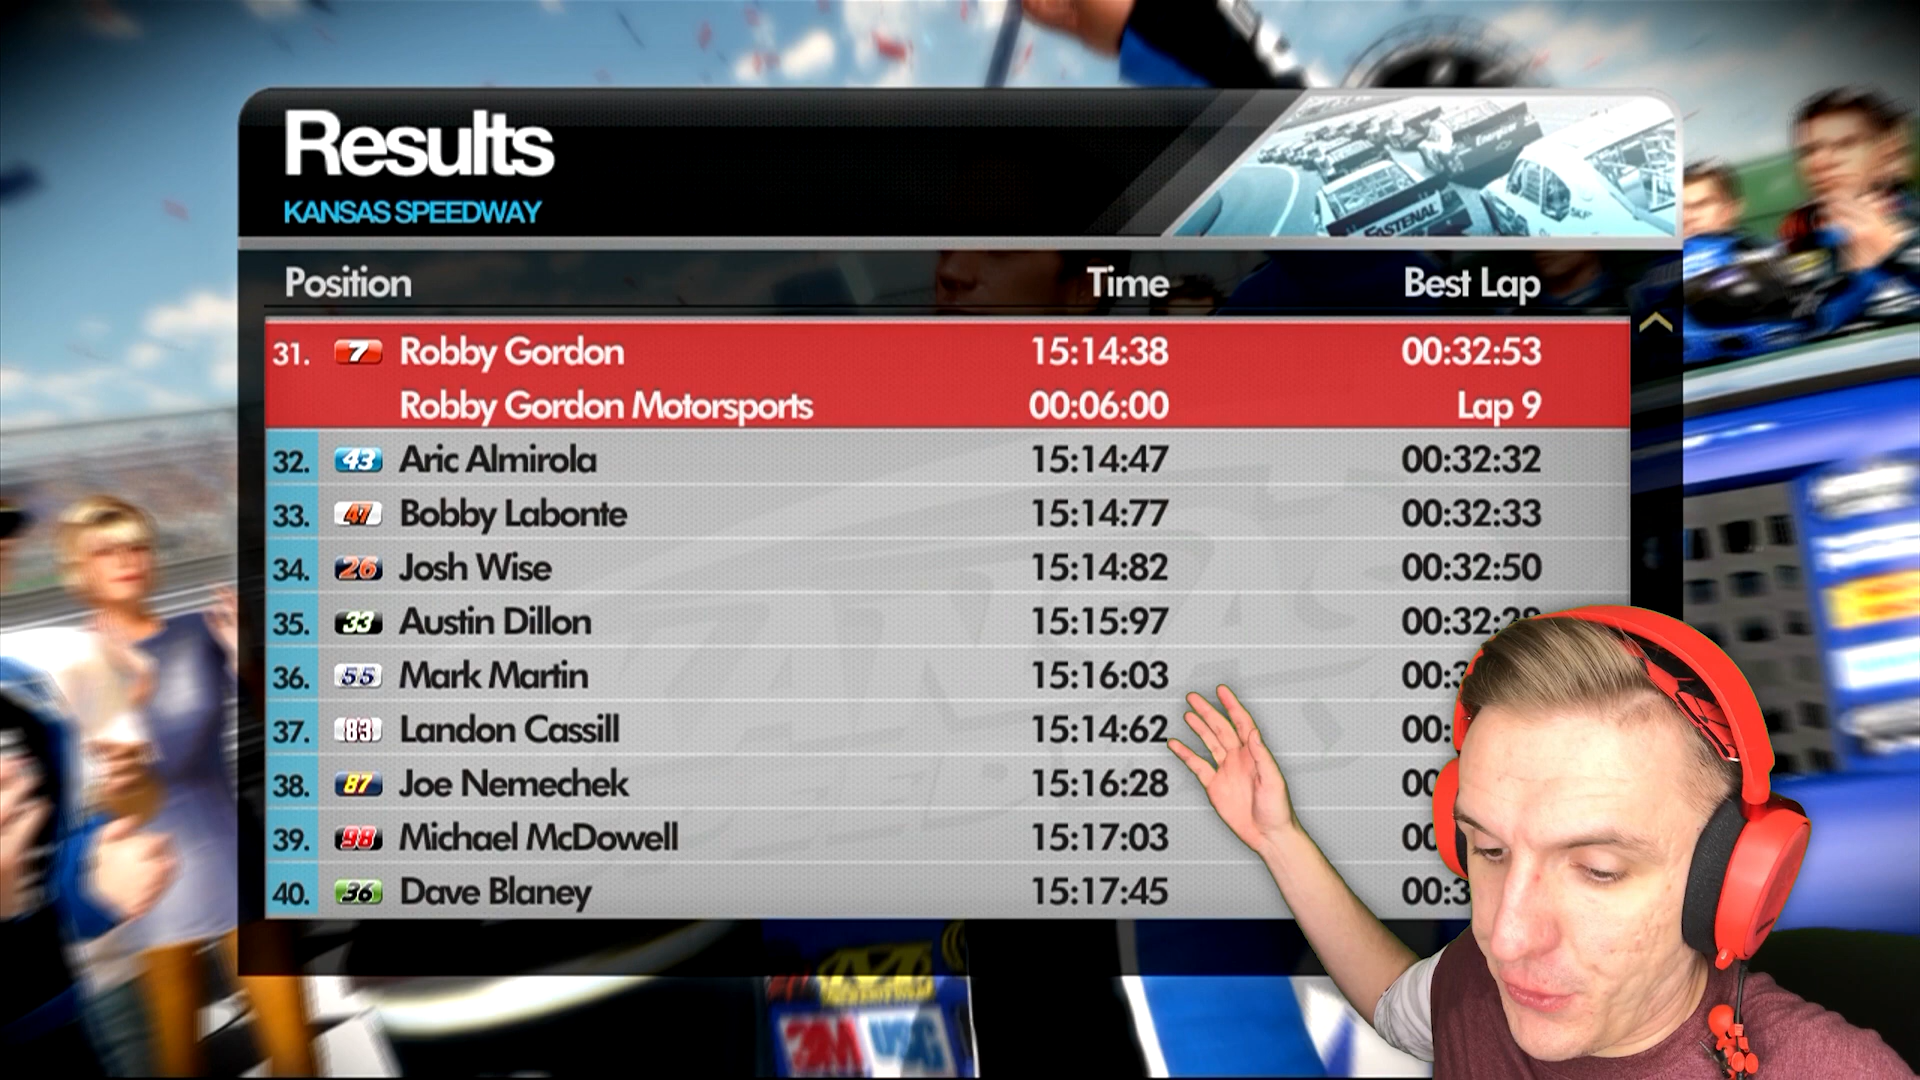 Results
KANSAS SPEEDWAY
Energizer
FASTENAL
Position Time Best Lap
31. 7 Robby Gordon 15:14:38 00:32:53
Robby Gordon Motorsports 00:06:00 Lap 9
32. 43 Aric Almirola 15:14:47 00:32:32
33. 47 Bobby Labonte 15:14:77 00:32:33
34. 26 Josh Wise 15:14:82 00:32:50
35. 33 Austin Dillon 15:15:97
36. 55 Mark Martin 15:16:03
37. 83 Landon Cassill 15:14:62
38. 87 Joe Nemechek 15:16:28
39. 98 Michael McDowell 15:17:03
40. 36 Dave Blaney 15:17:45
3M